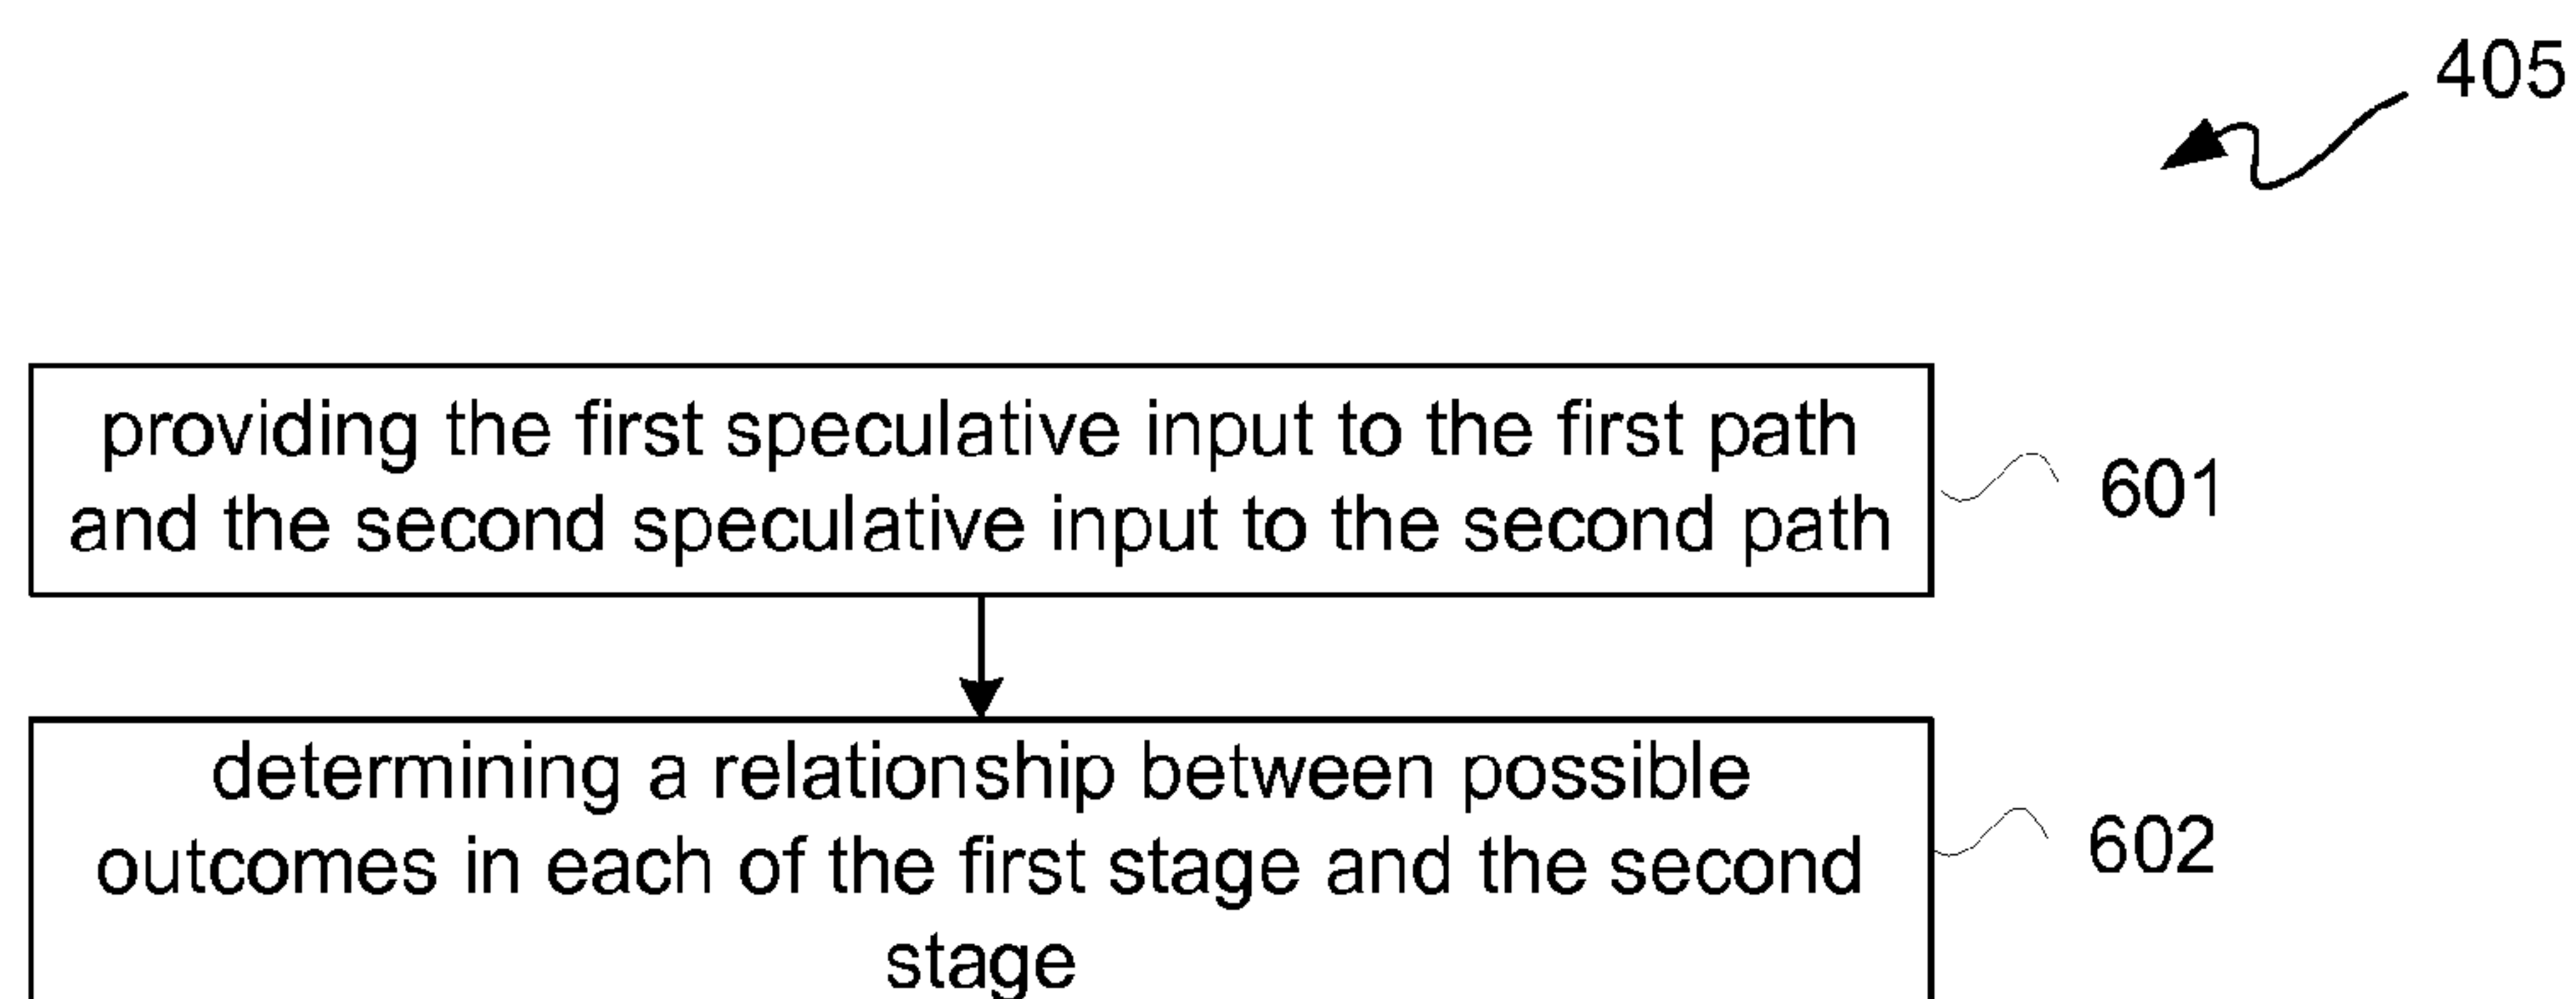 405
providing the first speculative input to the first path
and the second speculative input to the second path
601
determining a relationship between possible
outcomes in each of the first stage and the second
stage
602